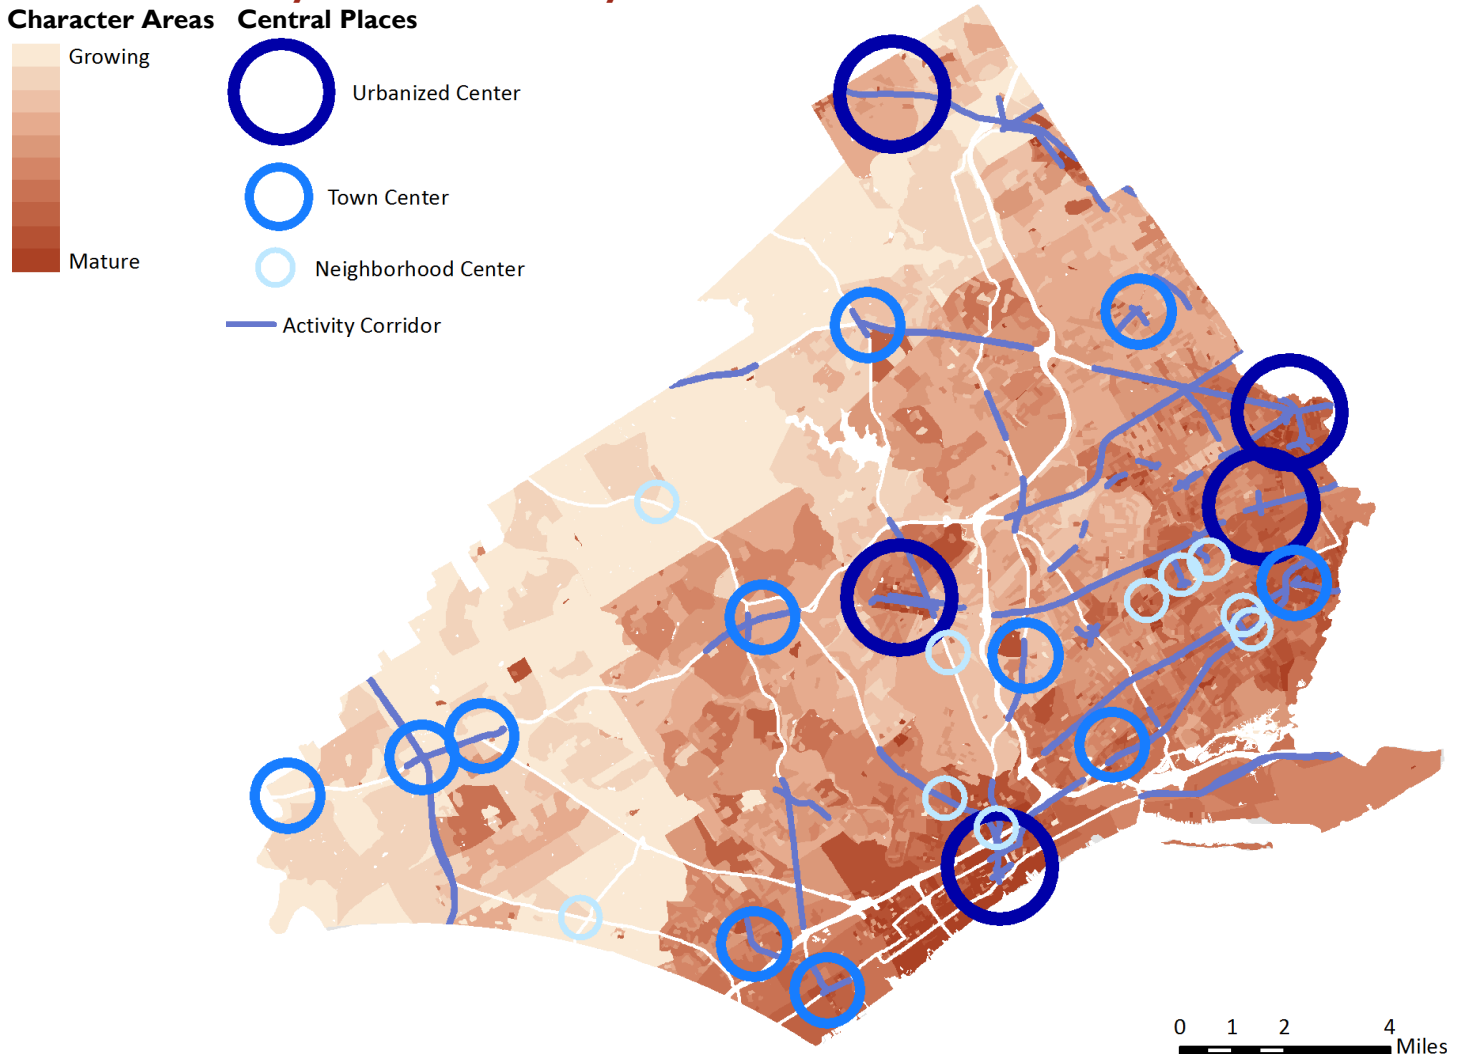 Character Areas
Central Places
Growing
Mature
Urbanized Center
Town Center
Neighborhood Center
Activity Corridor
0 1 2 4
Miles